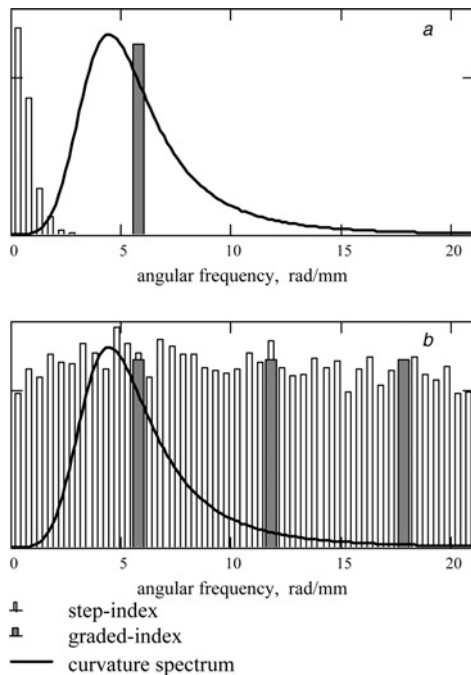 a
0 5 10 15 20
angular frequency, rad/mm
b
0 5 10 15 20
angular frequency, rad/mm
step-index
graded-index
curvature spectrum